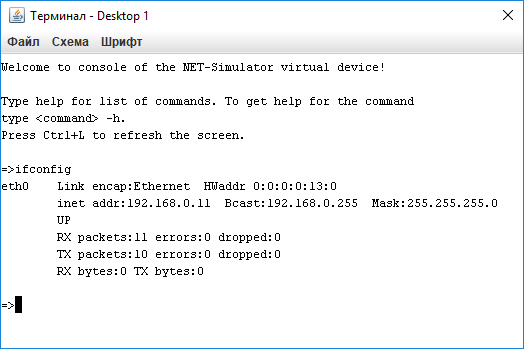 Терминал - Desktop 1
Файл Схема Шрифт
Welcome to console of the NET-Simulator virtual device!
Type help for list of commands. To get help for the command
type <command> -h.
Press Ctrl+L to refresh the screen.
=>ifconfig
eth0    Link encap:Ethernet  HWaddr 0:0:0:0:13:0
        inet addr:192.168.0.11  Bcast:192.168.0.255  Mask:255.255.255.0
        UP
        RX packets:11 errors:0 dropped:0
        TX packets:10 errors:0 dropped:0
        RX bytes:0 TX bytes:0
=>